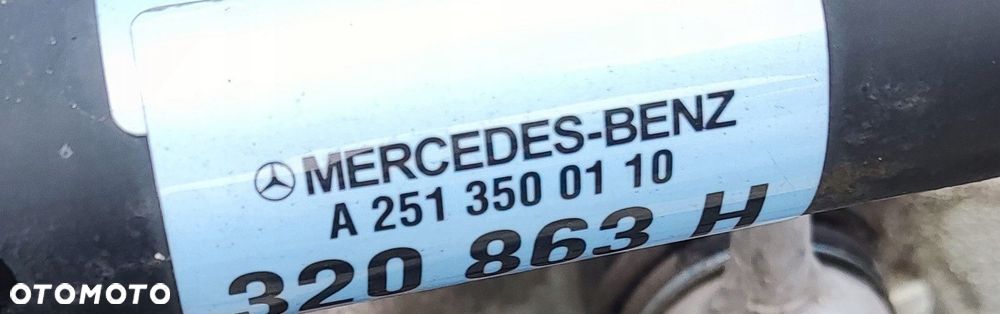 MERCEDES-BENZ
A 251 350 01 10
320 863 H
OTOMOTO